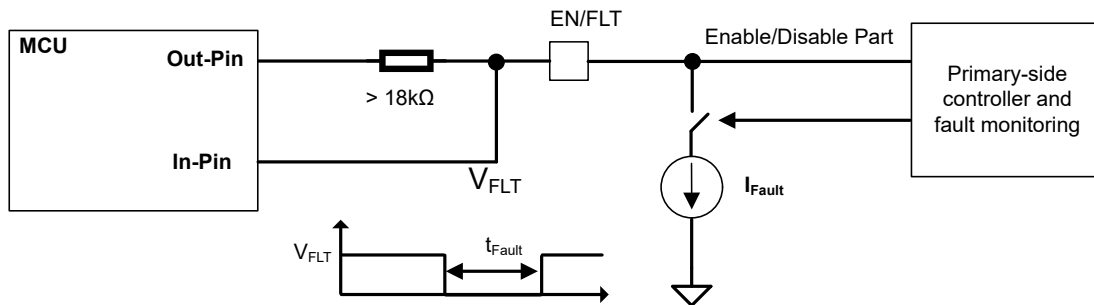 MCU
Out-Pin
> 18kΩ
In-Pin
V_FLT
EN/FLT
Enable/Disable Part
Primary-side
controller and
fault monitoring
I_Fault
V_FLT
t_Fault